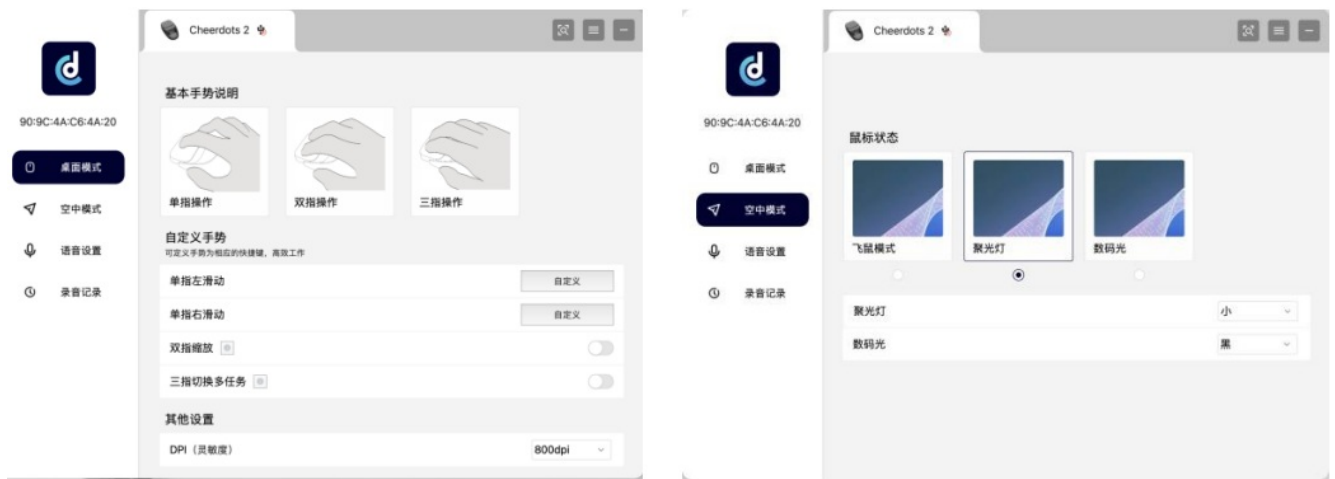 Cheerdots 2
90:9C:4A:C6:4A:20
桌面模式
空中模式
语音设置
录音记录
基本手势说明
单指操作
双指操作
三指操作
自定义手势
可定义手势为相应的快捷键，高效工作
单指左滑动
自定义
单指右滑动
自定义
双指缩放
三指切换多任务
其他设置
DPI（灵敏度）
800dpi
Cheerdots 2
90:9C:4A:C6:4A:20
桌面模式
空中模式
语音设置
录音记录
鼠标状态
飞鼠模式
聚光灯
数码光
聚光灯
小
数码光
黑